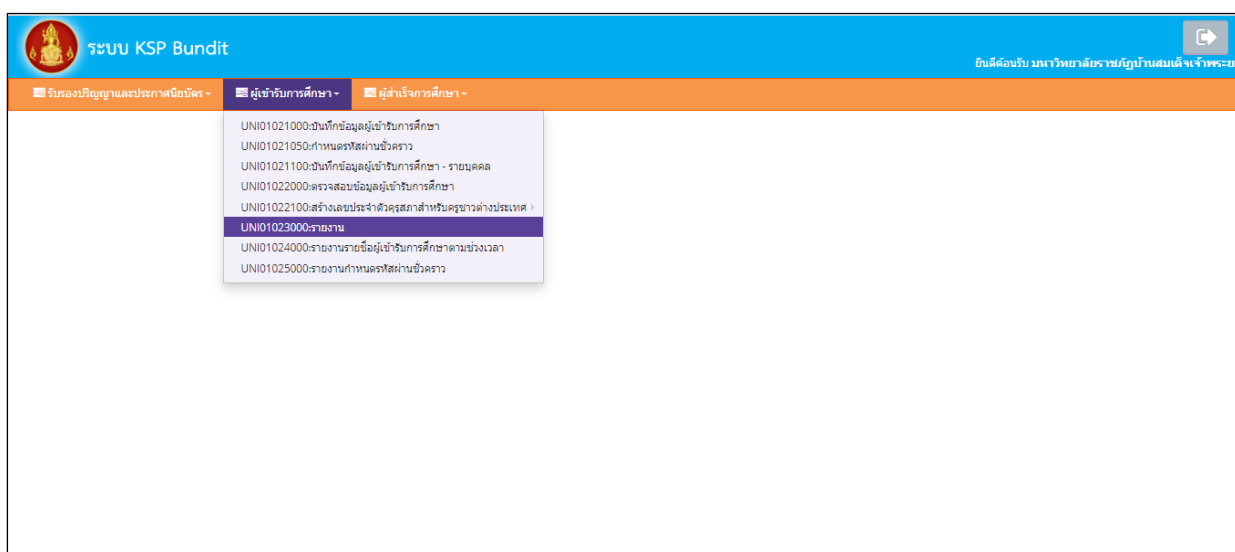 ระบบ KSP Bundit
ยินดีต้อนรับ มหาวิทยาลัยราชภัฏบ้านสมเด็จเจ้าพระย
รับรองปริญญาและประกาศนียบัตร ผู้เข้ารับการศึกษา ผู้สำเร็จการศึกษา
UNI01021000:บันทึกข้อมูลผู้เข้ารับการศึกษา
UNI01021050:กำหนดรหัสผ่านชั่วคราว
UNI01021100:บันทึกข้อมูลผู้เข้ารับการศึกษา - รายบุคคล
UNI01022000:ตรวจสอบข้อมูลผู้เข้ารับการศึกษา
UNI01022100:สร้างเลขประจำตัวคุรุสภาสำหรับครูชาวต่างประเทศ
UNI01023000:รายงาน
UNI01024000:รายงานรายชื่อผู้เข้ารับการศึกษาตามช่วงเวลา
UNI01025000:รายงานกำหนดรหัสผ่านชั่วคราว